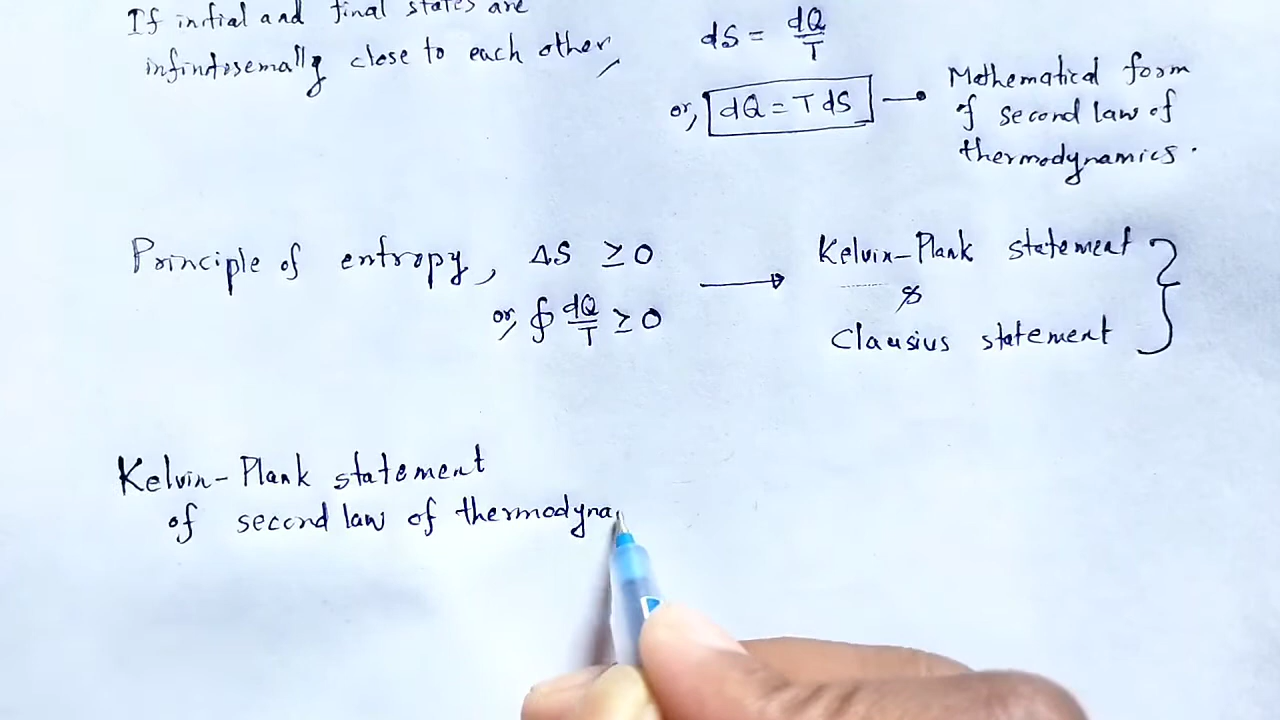 If initial and final states are
infinitosemally close to each other,
dS = dQ/T
or, dQ = T dS → Mathematical form
of second law of
thermodynamics.
Principle of entropy, ΔS ≥ 0
or, ∮ dQ/T ≥ 0
→ Kelvin-Plank statement
&
Clausius statement
Kelvin-Plank statement
of second law of thermodyna